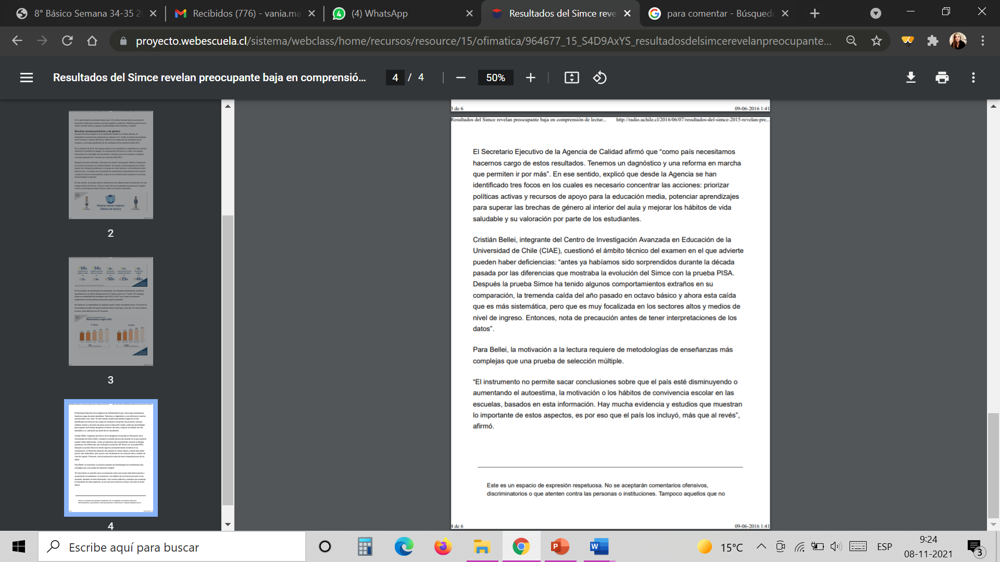 8° Básico Semana 34-35 2
Recibidos (776) - vania.ma
(4) WhatsApp
Resultados del Simce reve
para comentar - Búsqueda
proyecto.webescuela.cl/sistema/webclass/home/recursos/resource/15/ofimatica/964677_15_S4D9AxYS_resultadosdelsimcerevelanpreocupante...
Resultados del Simce revelan preocupante baja en comprensió...
4 / 4
50%
Brechas socioeconómicas y de género
Mujeres tienen mejores
hábitos de lectura
2
50% 54%
50% 23% 46%
Matemática según GSE
3
4
3 de 6
09-06-2016 1:41
Resultados del Simce revelan preocupante baja en comprensión de lectur...
http://radio.uchile.cl/2016/06/07/resultados-del-simce-2015-revelan-pre...
El Secretario Ejecutivo de la Agencia de Calidad afirmó que “como país necesitamos
hacernos cargo de estos resultados. Tenemos un dagnóstico y una reforma en marcha
que permiten ir por más”. En ese sentido, explicó que desde la Agencia se han
identificado tres focos en los cuales es necesario concentrar las acciones: priorizar
políticas activas y recursos de apoyo para la educación media, potenciar aprendizajes
para superar las brechas de género al interior del aula y mejorar los hábitos de vida
saludable y su valoración por parte de los estudiantes.
Cristián Bellei, integrante del Centro de Investigación Avanzada en Educación de la
Universidad de Chile (CIAE), cuestionó el ámbito técnico del examen en el que advierte
pueden haber deficiencias: “antes ya habíamos sido sorprendidos durante la década
pasada por las diferencias que mostraba la evolución del Simce con la prueba PISA.
Después la prueba Simce ha tenido algunos comportamientos extraños en su
comparación, la tremenda caída del año pasado en octavo básico y ahora esta caída
que es más sistemática, pero que es muy focalizada en los sectores altos y medios de
nivel de ingreso. Entonces, nota de precaución antes de tener interpretaciones de los
datos”.
Para Bellei, la motivación a la lectura requiere de metodologías de enseñanzas más
complejas que una prueba de selección múltiple.
“El instrumento no permite sacar conclusiones sobre que el país esté disminuyendo o
aumentando el autoestima, la motivación o los hábitos de convivencia escolar en las
escuelas, basados en esta información. Hay mucha evidencia y estudios que muestran
lo importante de estos aspectos, es por eso que el país los incluyó, más que al revés”,
afirmó.
Este es un espacio de expresión respetuosa. No se aceptarán comentarios ofensivos,
discriminatorios o que atenten contra las personas o instituciones. Tampoco aquellos que no
4 de 6
09-06-2016 1:41
Escribe aquí para buscar
15°C
ESP
9:24
08-11-2021
3